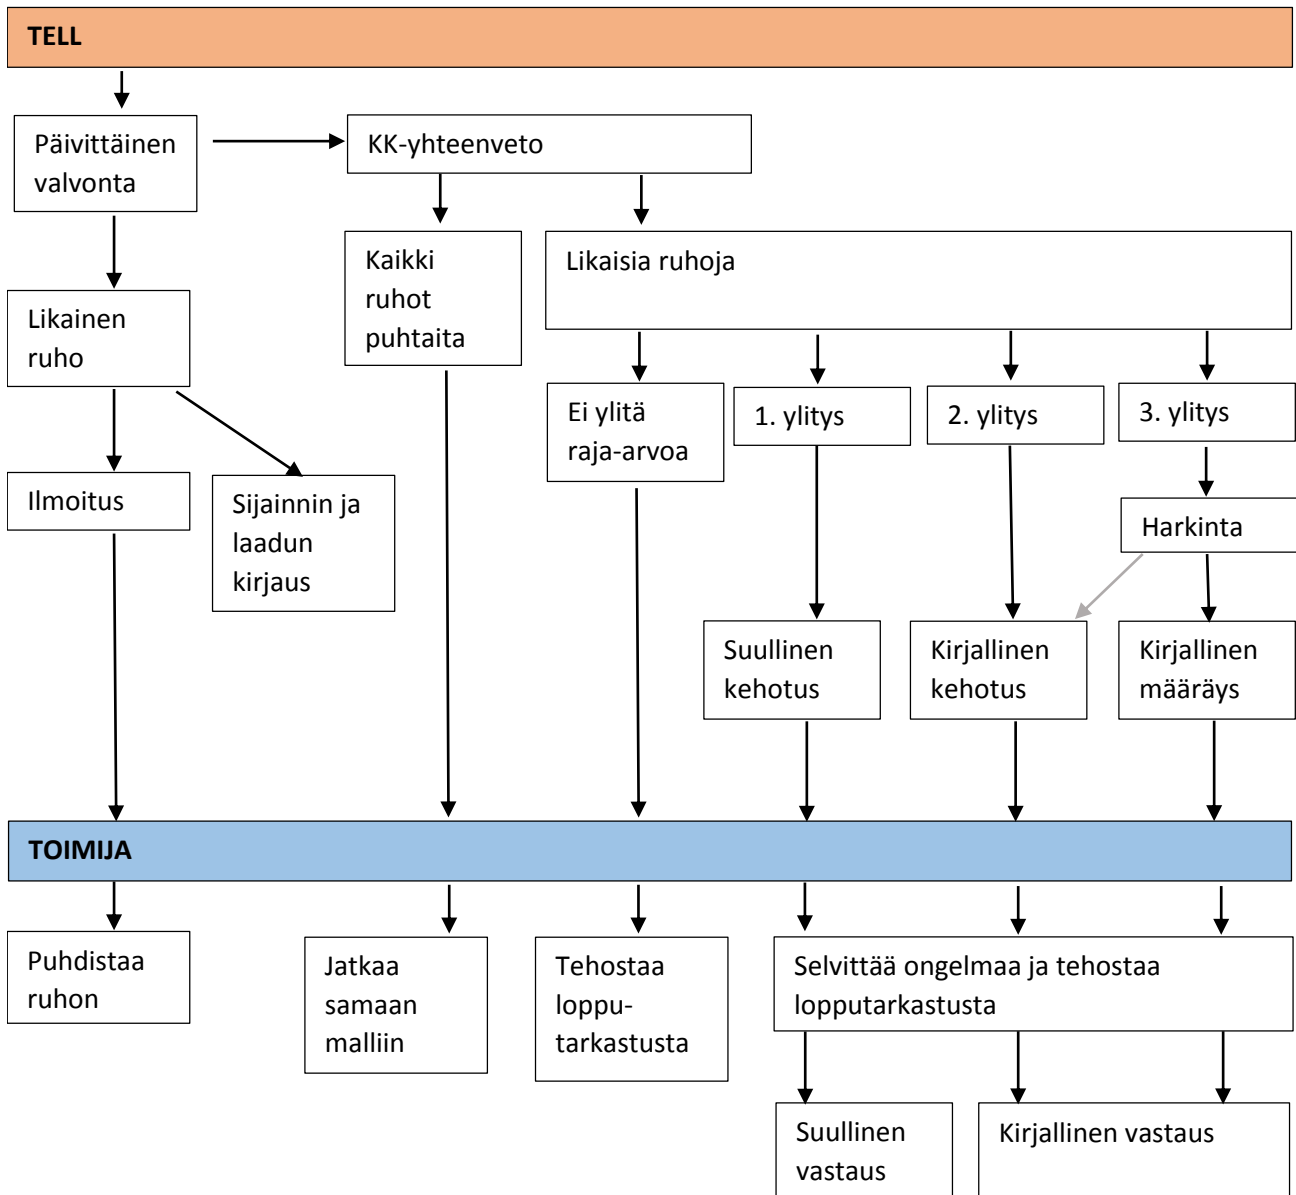 TELL
Päivittäinen
valvonta
KK-yhteenveto
Kaikki
ruhot
puhtaita
Likaisia ruhoja
Likainen
ruho
Ei ylitä
raja-arvoa
1. ylitys
2. ylitys
3. ylitys
Ilmoitus
Sijainnin ja
laadun
kirjaus
Harkinta
Suullinen
kehotus
Kirjallinen
kehotus
Kirjallinen
määräys
TOIMIJA
Puhdistaa
ruhon
Jatkaa
samaan
malliin
Tehostaa
loppu-
tarkastusta
Selvittää ongelmaa ja tehostaa
lopputarkastusta
Suullinen
vastaus
Kirjallinen vastaus